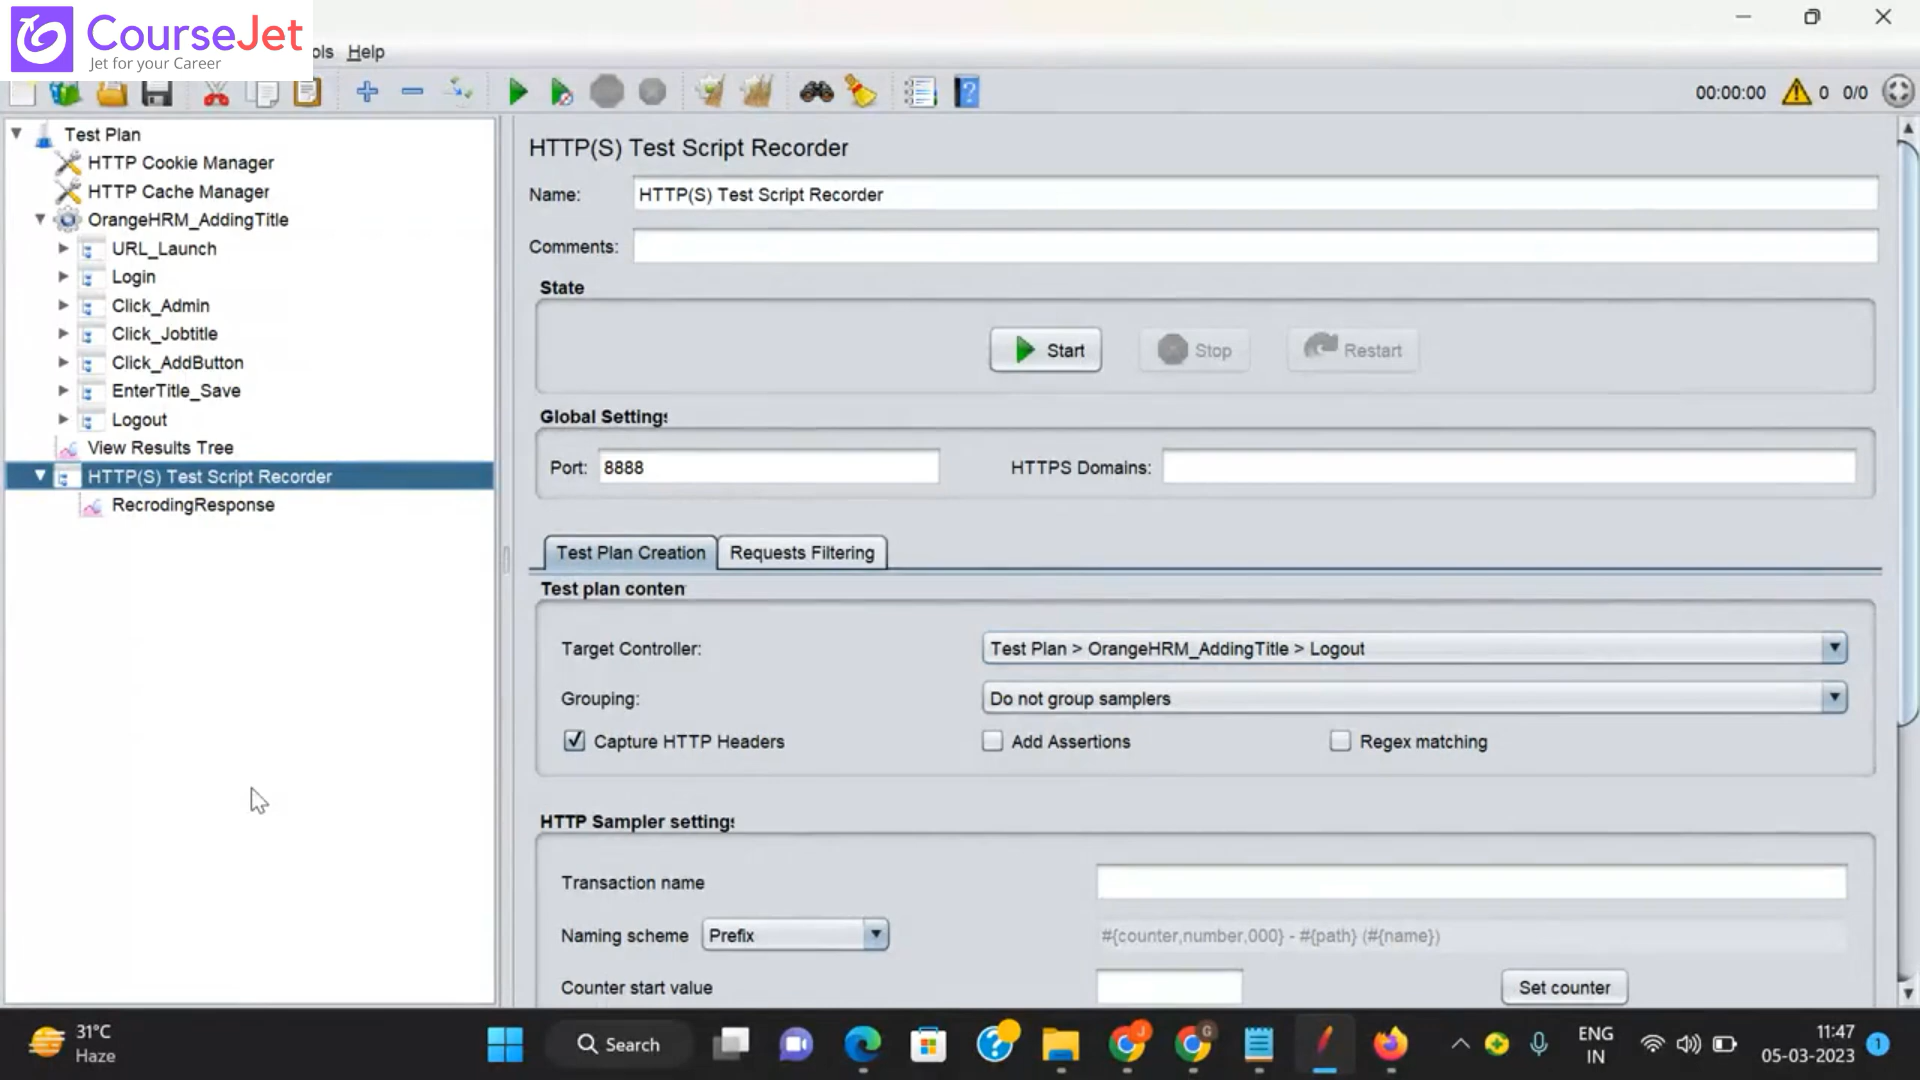 CourseJet
Jet for your Career
ols Help
00:00:00 0 0/0
Test Plan
HTTP Cookie Manager
HTTP Cache Manager
OrangeHRM_AddingTitle
URL_Launch
Login
Click_Admin
Click_Jobtitle
Click_AddButton
EnterTitle_Save
Logout
View Results Tree
HTTP(S) Test Script Recorder
RecrodingResponse
HTTP(S) Test Script Recorder
Name: HTTP(S) Test Script Recorder
Comments:
State
Start Stop Restart
Global Settings
Port: 8888 HTTPS Domains:
Test Plan Creation Requests Filtering
Test plan conten
Target Controller: Test Plan > OrangeHRM_AddingTitle > Logout
Grouping: Do not group samplers
Capture HTTP Headers Add Assertions Regex matching
HTTP Sampler settings
Transaction name
Naming scheme Prefix #{counter,number,000} - #{path} (#{name})
Counter start value Set counter
31°C
Haze
Search
J
G
ENG
IN
11:47
05-03-2023
1